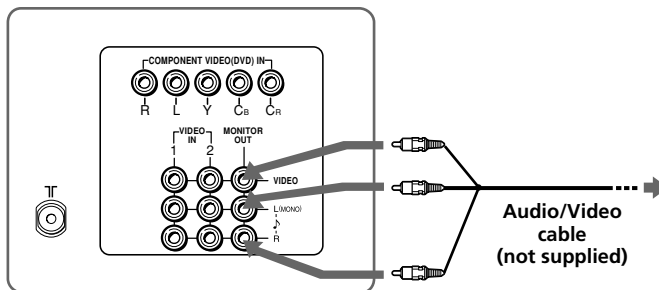 COMPONENT VIDEO(DVD) IN
R L Y CB CR
VIDEO IN
MONITOR OUT
1 2
VIDEO
L(MONO)
R
Audio/Video
cable
(not supplied)